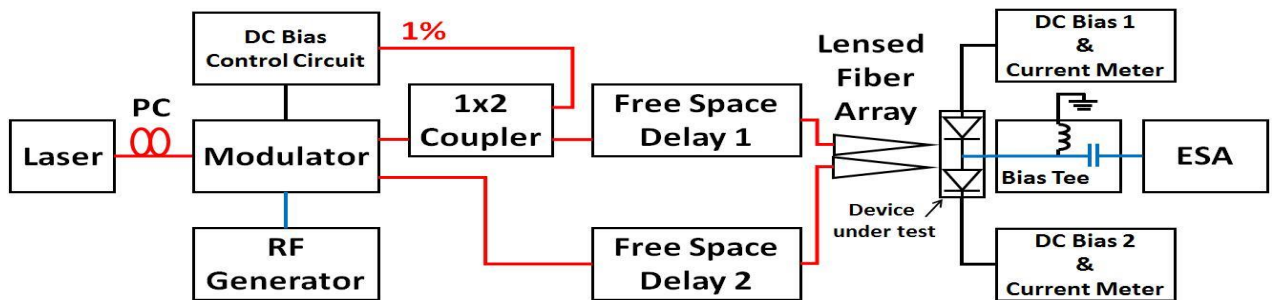 Laser
PC
DC Bias
Control Circuit
Modulator
RF
Generator
1%
1x2
Coupler
Free Space
Delay 1
Free Space
Delay 2
Lensed
Fiber
Array
Device
under test
DC Bias 1
&
Current Meter
Bias Tee
DC Bias 2
&
Current Meter
ESA